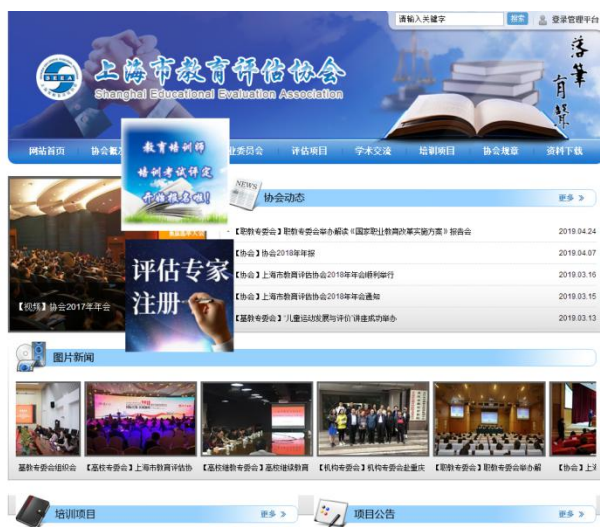 请输入关键字
搜索
登录管理平台
SEEA
上海市教育评估协会
Shanghai Educational Evaluation Association
落筆有聲
网站首页
协会概
业委员会
评估项目
学术交流
培训项目
协会规章
资料下载
教育培训师
培训考试评定
开始报名啦!
评估专家
注册
【视频】协会2017年年会
NEWS
协会动态
更多
【职教专委会】职教专委会举办解读《国家职业教育改革实施方案》报告会
2019.04.24
【协会】协会2018年年报
2019.04.07
【协会】上海市教育评估协会2018年年会顺利举行
2019.03.16
【协会】上海市教育评估协会2018年年会通知
2019.03.15
【基教专委会】“儿童运动发展与评价”讲座成功举办
2019.03.13
图片新闻
基教专委会组织会
【高校专委会】上海市教育评估协
【高校继教专委会】高校继续教育
【机构专委会】机构专委会赴重庆
【职教专委会】职教专委会举办解
【协会】上海
培训项目
更多
项目公告
更多